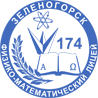 ЗЕЛЕНОГОРСК
174
Α Ω
ФИЗИКО-МАТЕМАТИЧЕСКИЙ ЛИЦЕЙ